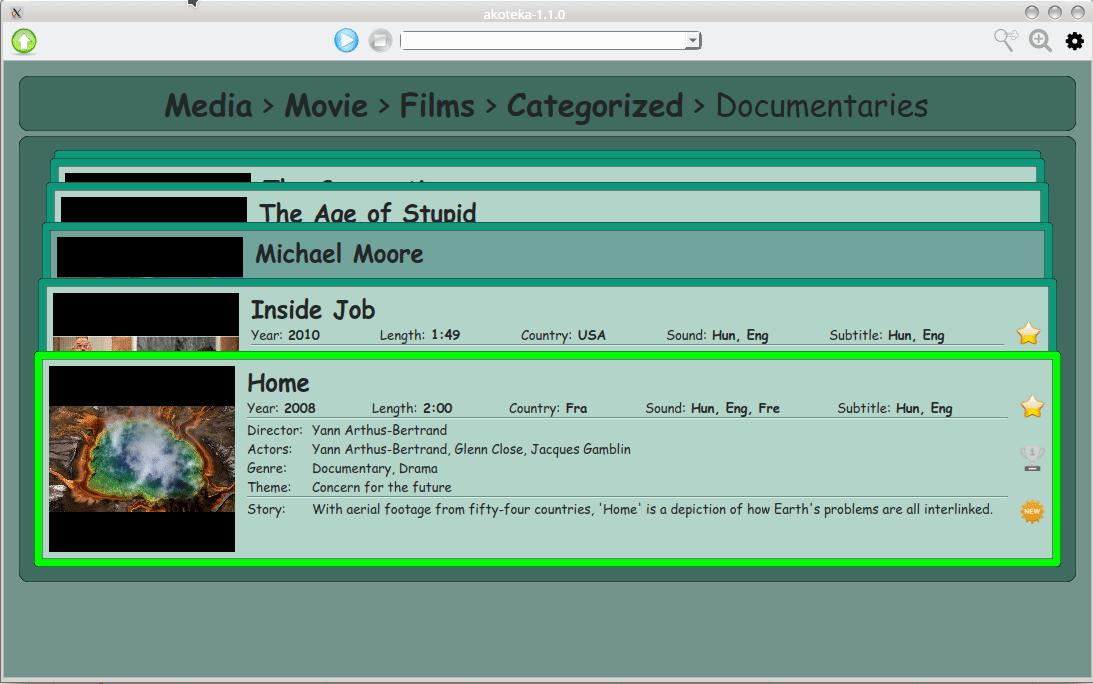 akoteka-1.1.0
Media > Movie > Films > Categorized > Documentaries
The Age of Stupid
Michael Moore
Inside Job
Year: 2010 Length: 1:49 Country: USA Sound: Hun, Eng Subtitle: Hun, Eng
Home
Year: 2008 Length: 2:00 Country: Fra Sound: Hun, Eng, Fre Subtitle: Hun, Eng
Director: Yann Arthus-Bertrand
Actors: Yann Arthus-Bertrand, Glenn Close, Jacques Gamblin
1
Genre: Documentary, Drama
Theme: Concern for the future
Story: With aerial footage from fifty-four countries, 'Home' is a depiction of how Earth's problems are all interlinked.
NEW